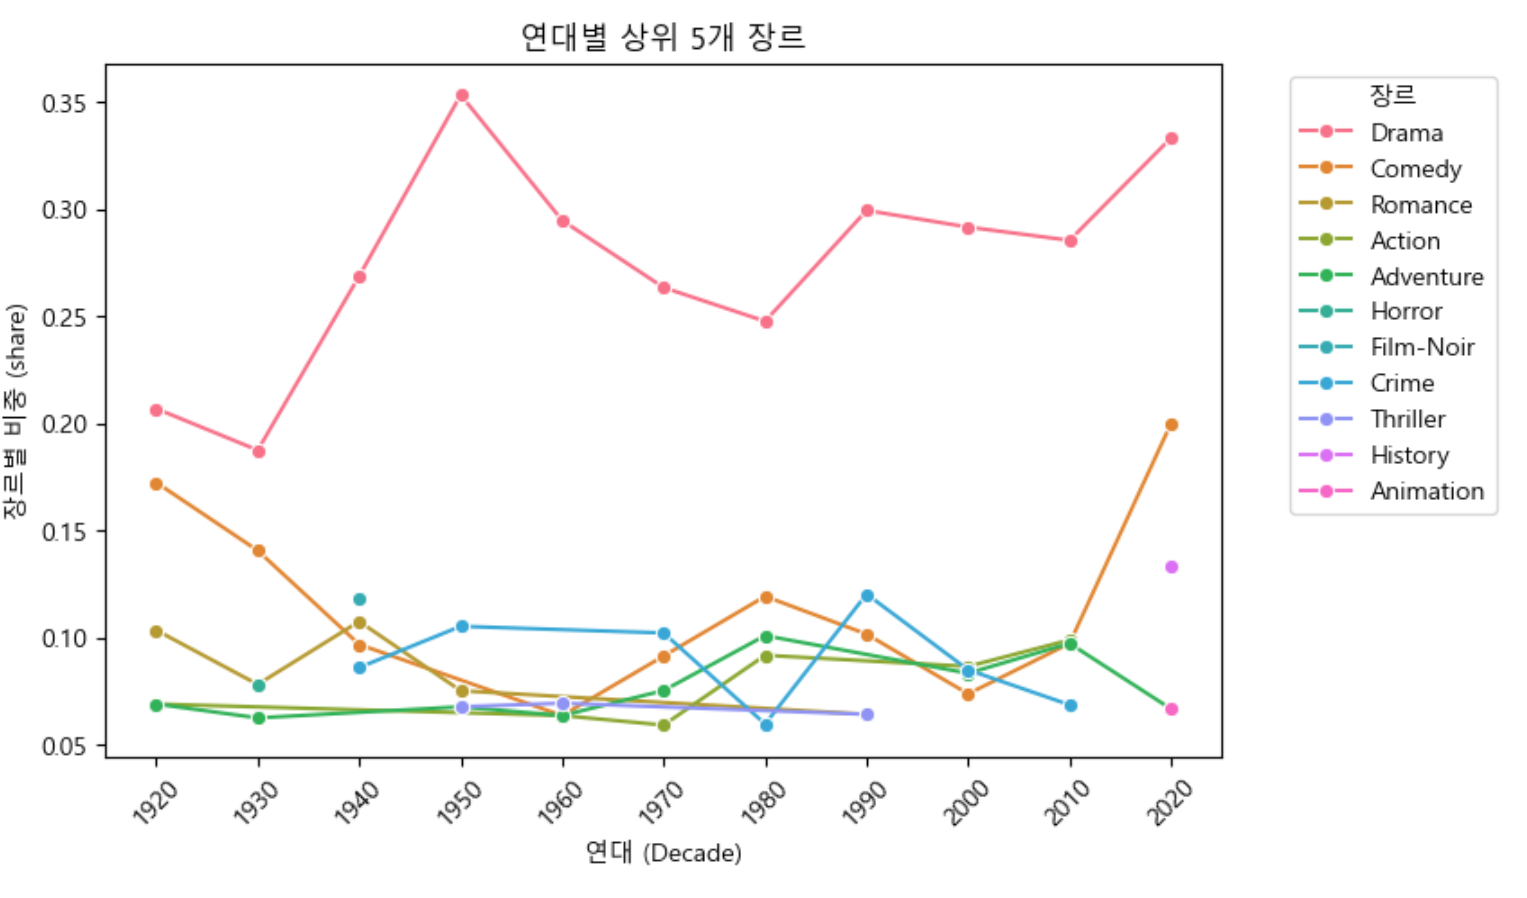 연대별 상위 5개 장르
장르별 비중 (share)
0.35
0.30
0.25
0.20
0.15
0.10
0.05
1920
1930
1940
1950
1960
1970
1980
1990
2000
2010
2020
연대 (Decade)
장르
Drama
Comedy
Romance
Action
Adventure
Horror
Film-Noir
Crime
Thriller
History
Animation